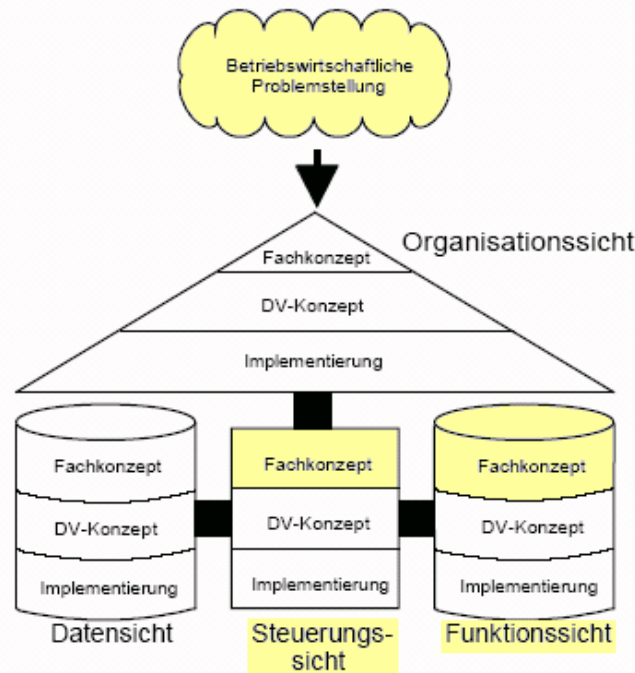 Betriebswirtschaftliche
Problemstellung
Organisationssicht
Fachkonzept
DV-Konzept
Implementierung
Fachkonzept
DV-Konzept
Implementierung
Datensicht
Fachkonzept
DV-Konzept
Implementierung
Steuerungs-
sicht
Fachkonzept
DV-Konzept
Implementierung
Funktionssicht